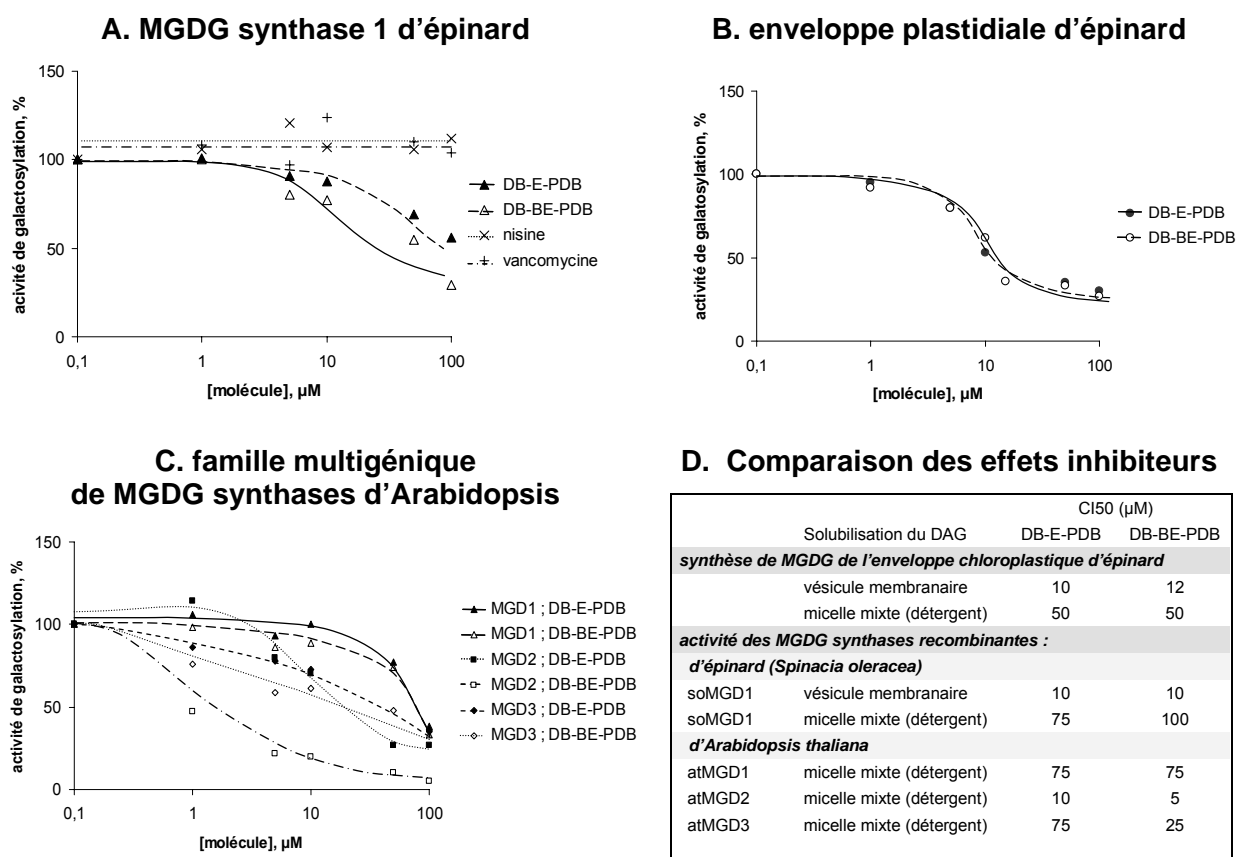 A. MGDG synthase 1 d'épinard
150
100
50
0
0,1
1
10
100
acivité de galactosylation, %
[molécule], µM
DB-E-PDB
DB-BE-PDB
nisine
vancomycine
B. enveloppe plastidiale d'épinard
150
100
50
0
0,1
1
10
100
activité de galatosylation, %
[molécule], µM
DB-E-PDB
DB-BE-PDB
C. famille multigénique
de MGDG synthases d'Arabidopsis
150
100
50
0
0,1
1
10
100
activité de galactosylation, %
[molécule], µM
MGD1 ; DB-E-PDB
MGD1 ; DB-BE-PDB
MGD2 ; DB-E-PDB
MGD2 ; DB-BE-PDB
MGD3 ; DB-E-PDB
MGD3 ; DB-BE-PDB
D. Comparaison des effets inhibiteurs
CI50 (µM)
Solubilisation du DAG DB-E-PDB DB-BE-PDB
synthèse de MGDG de l'enveloppe chloroplastique d'épinard
vésicule membranaire 10 12
micelle mixte (détergent) 50 50
activité des MGDG synthases recombinantes :
d'épinard (Spinacia oleracea)
soMGD1 vésicule membranaire 10 10
soMGD1 micelle mixte (détergent) 75 100
d'Arabidopsis thaliana
atMGD1 micelle mixte (détergent) 75 75
atMGD2 micelle mixte (détergent) 10 5
atMGD3 micelle mixte (détergent) 75 25